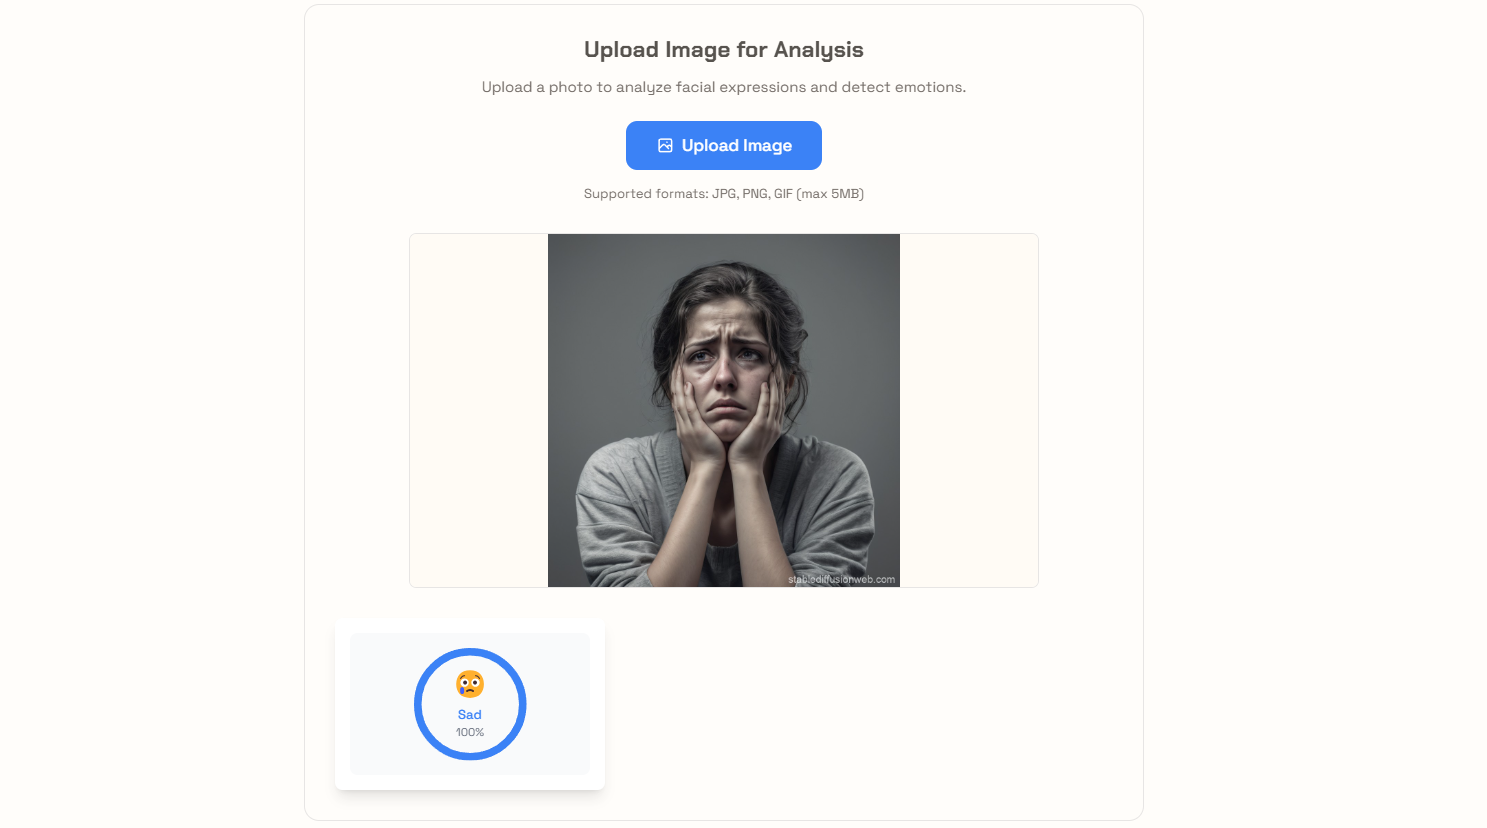 Upload Image for Analysis
Upload a photo to analyze facial expressions and detect emotions.
Upload Image
Supported formats: JPG, PNG, GIF (max 5MB)
stablediffusionweb.com
Sad
100%